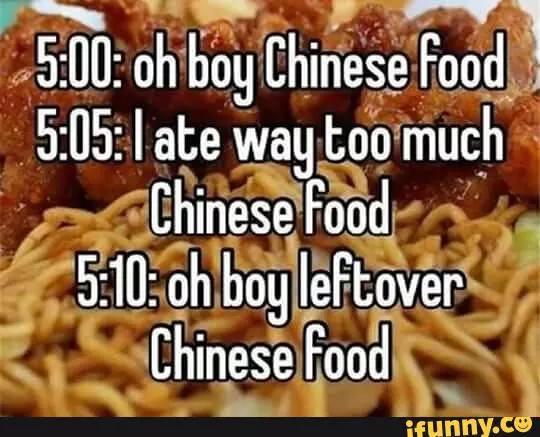 5:00: oh boy Chinese food
5:05: I ate way too much
Chinese food
5:10: oh boy leftover
Chinese food
ifunny.co